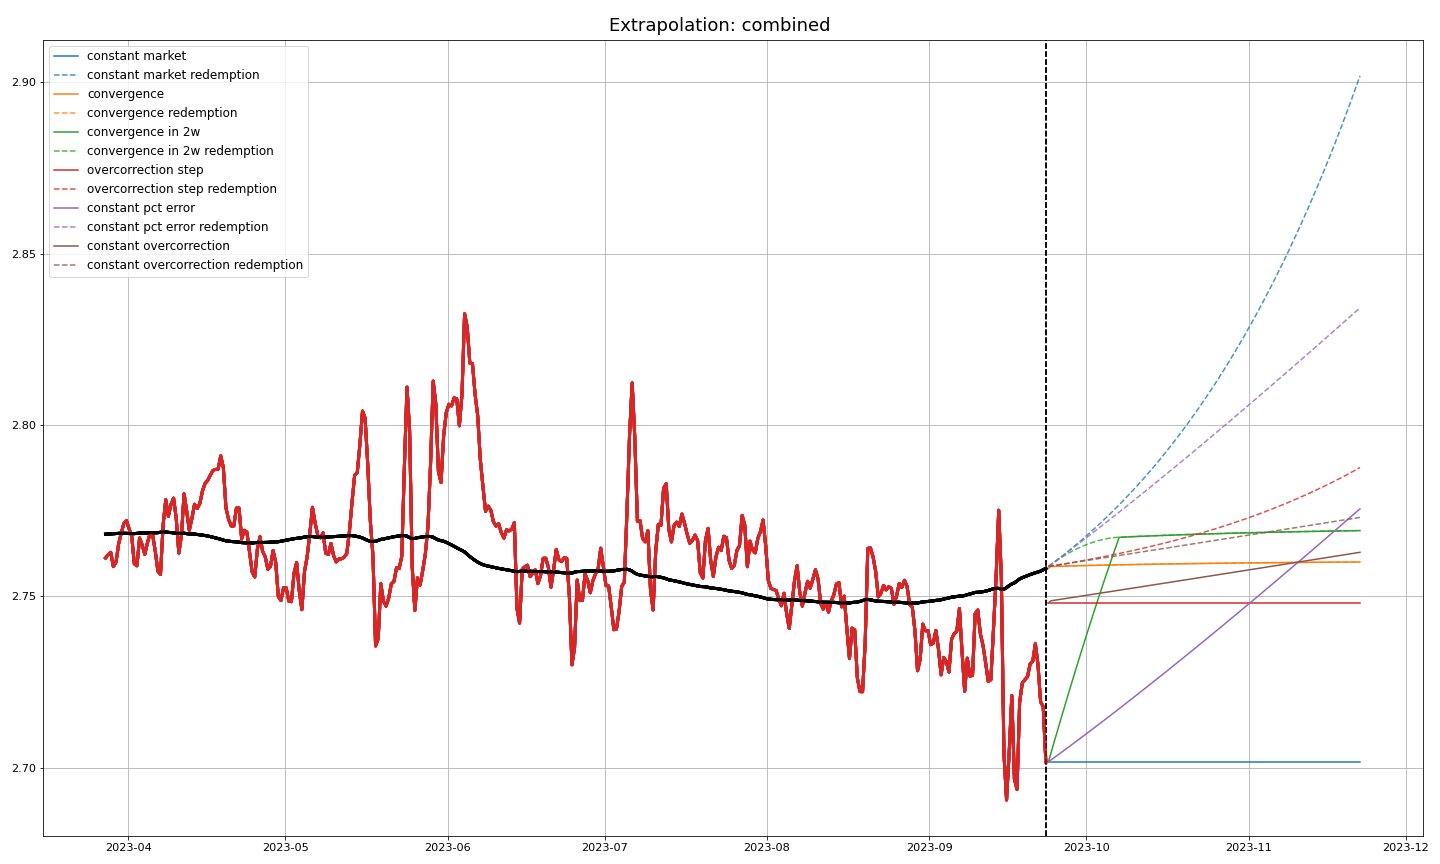 Extrapolation: combined
constant market
constant market redemption
convergence
convergence redemption
convergence in 2w
convergence in 2w redemption
overcorrection step
overcorrection step redemption
constant pct error
constant pct error redemption
constant overcorrection
constant overcorrection redemption
2.90
2.85
2.80
2.75
2.70
2023-04 2023-05 2023-06 2023-07 2023-08 2023-09 2023-10 2023-11 2023-12